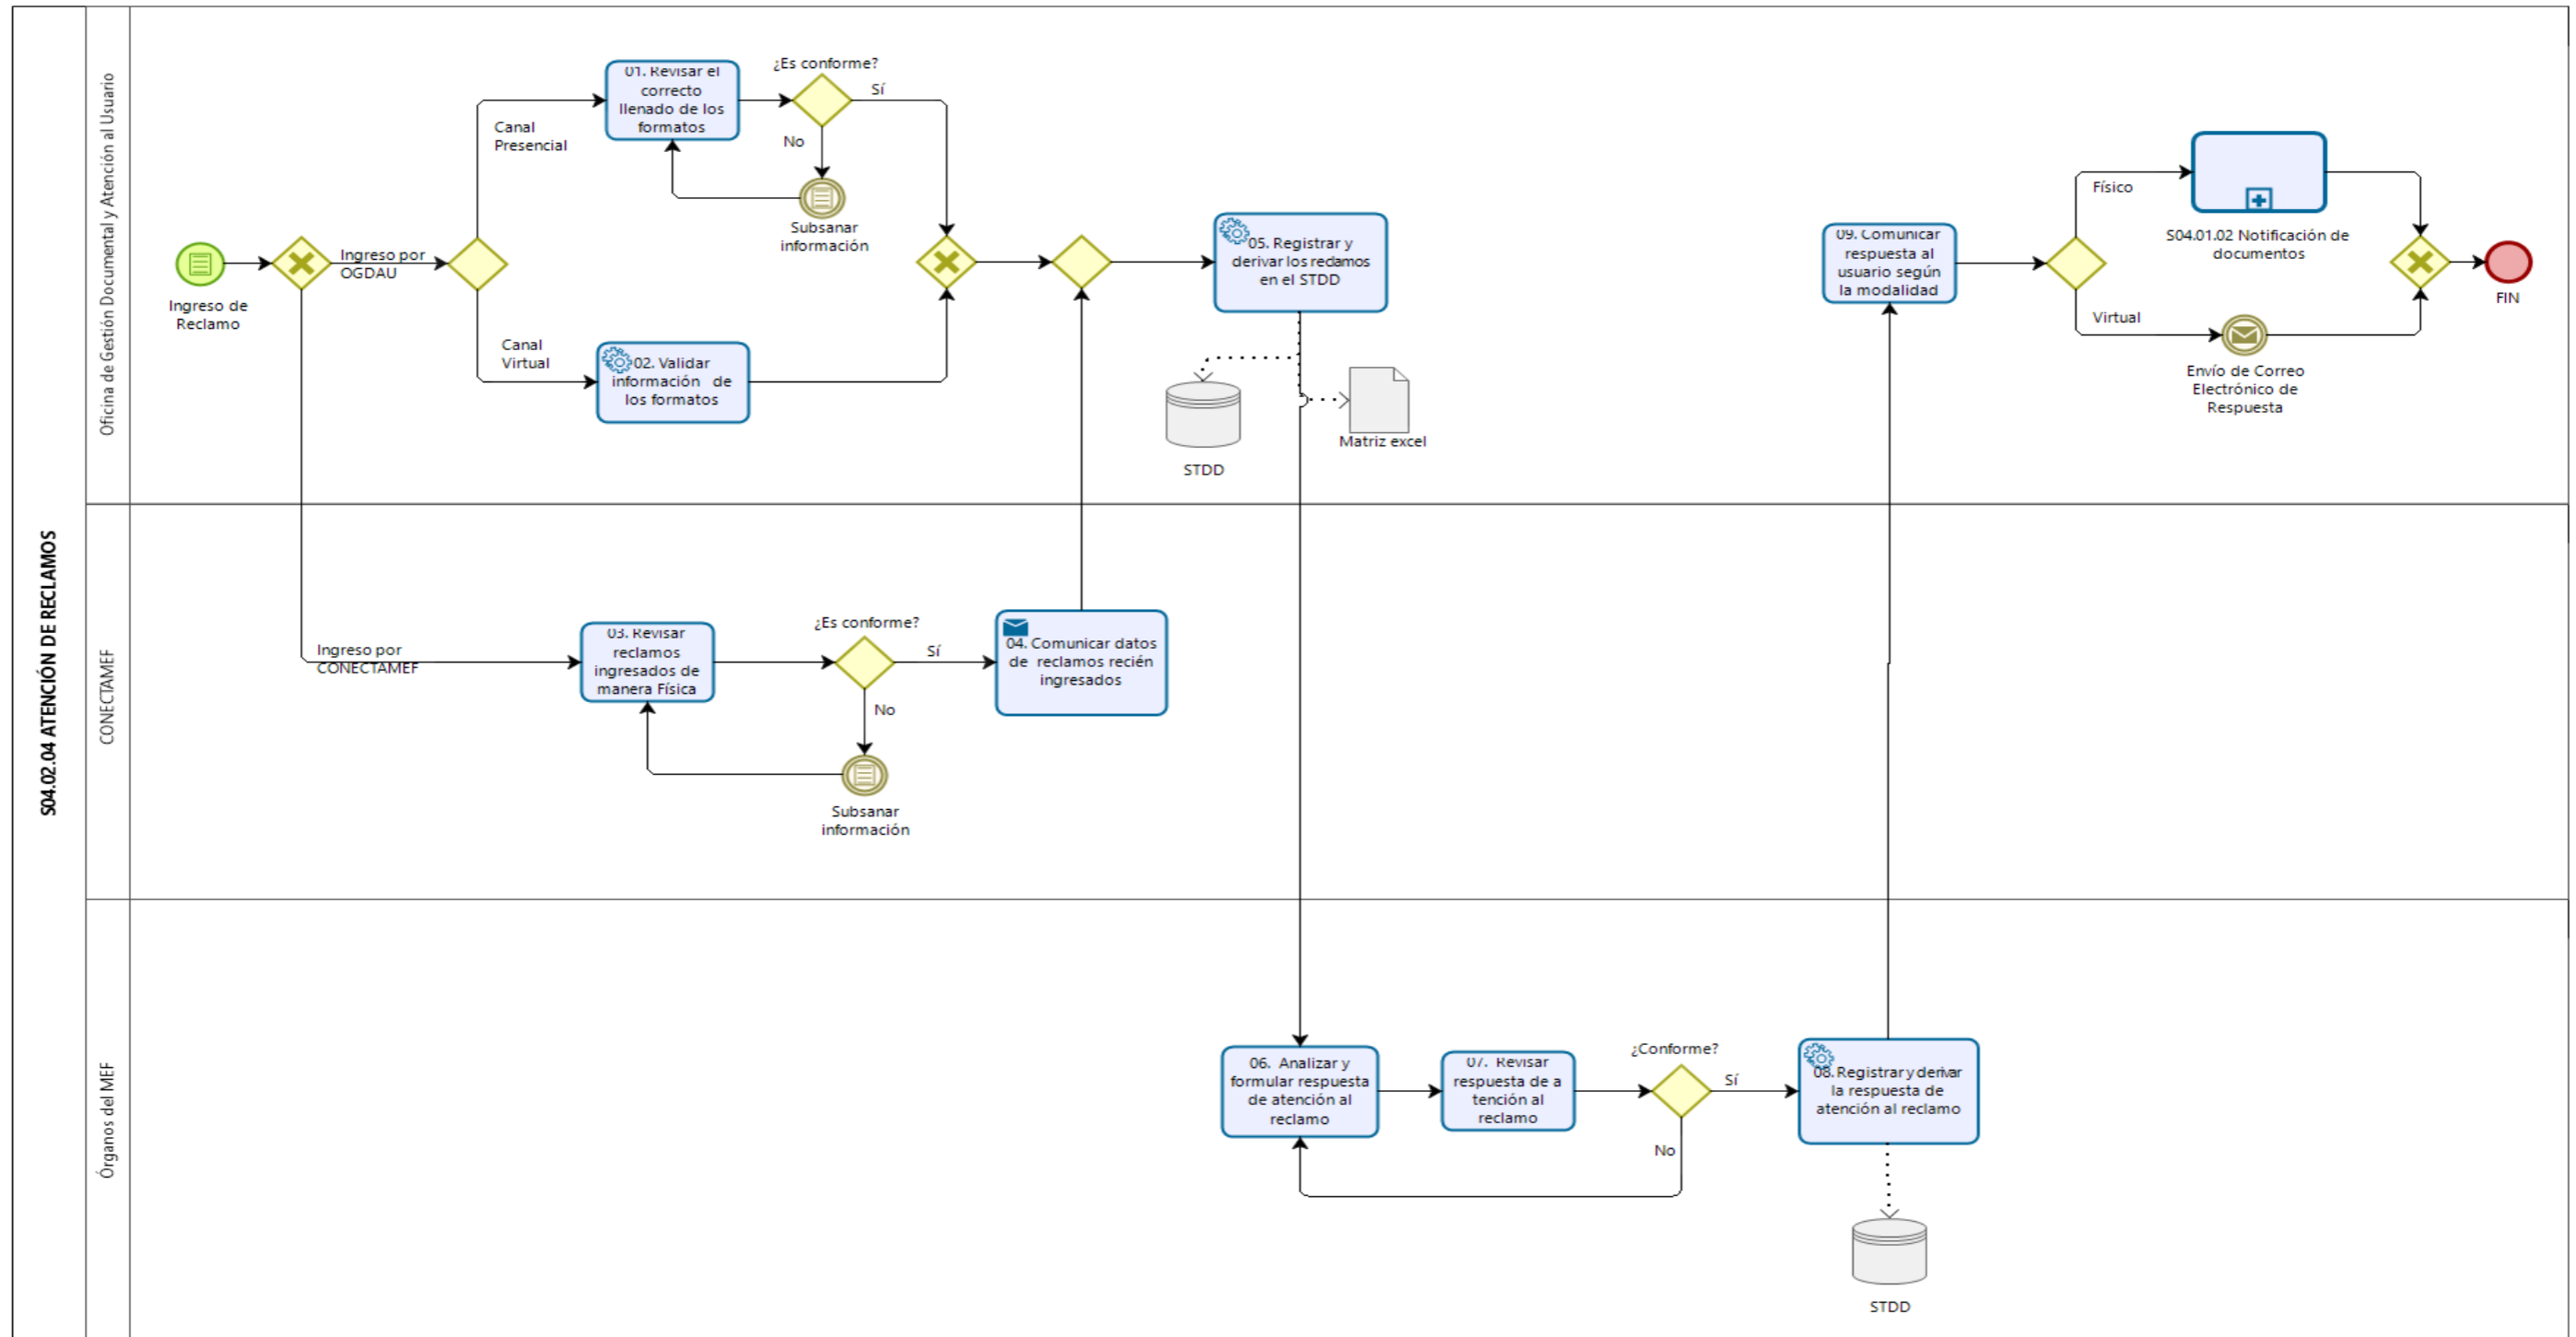 S04.02.04 ATENCIÓN DE RECLAMOS
Oficina de Gestión Documental y Atención al Usuario
Ingreso de
Reclamo
Ingreso por
OGDAU
Canal
Presencial
01. Revisar el
correcto
llenado de los
formatos
¿Es conforme?
Sí
No
Subsanar
información
Canal
Virtual
02. Validar
información de
los formatos
05. Registrar y
derivar los reclamos
en el STDD
STDD
Matriz excel
09. Comunicar
respuesta al
usuario según
la modalidad
Físico
S04.01.02 Notificación de
documentos
Virtual
Envío de Correo
Electrónico de
Respuesta
FIN
CONECTAMEF
Ingreso por
CONECTAMEF
03. Revisar
reclamos
ingresados de
manera Física
¿Es conforme?
Sí
No
Subsanar
información
04. Comunicar datos
de reclamos recién
ingresados
Órganos del MEF
06. Analizar y
formular respuesta
de atención al
reclamo
07. Revisar
respuesta de a
tención al
reclamo
¿Conforme?
Sí
No
08. Registrar y derivar
la respuesta de
atención al reclamo
STDD